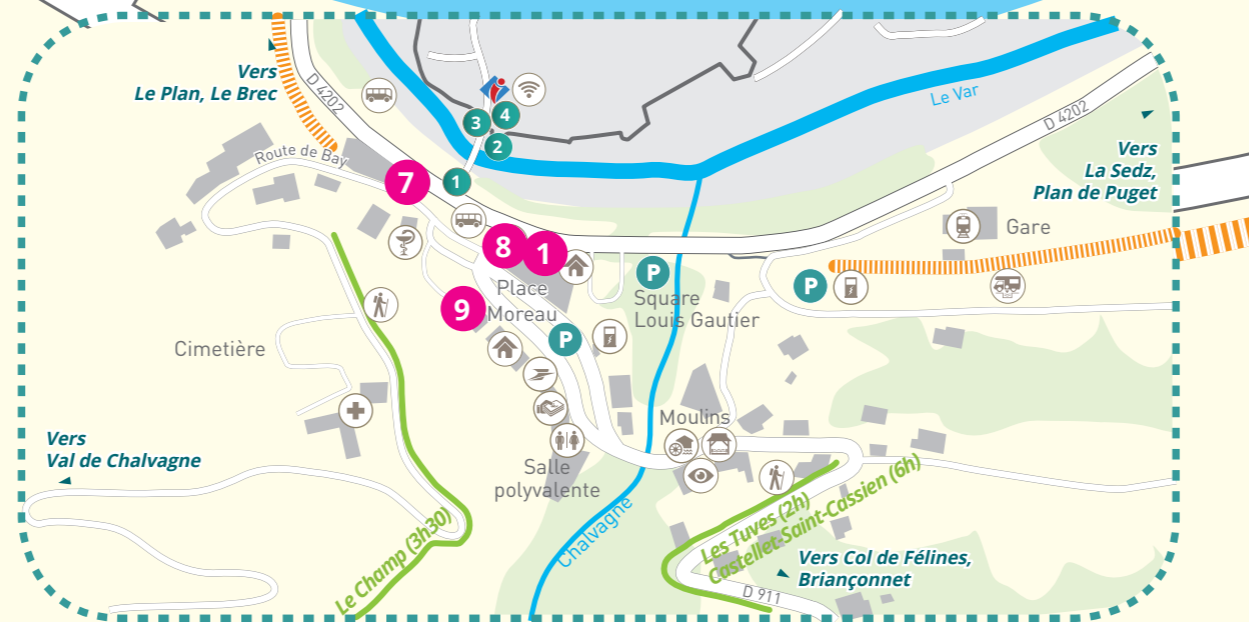 Vers
Le Plan, Le Brec
D 4202
Route de Bay
3
4
2
1
7
8
1
9
Le Var
D 4202
Vers
La Sedz,
Plan de Puget
Gare
P
P
P
Place
Moreau
Square
Louis Gautier
Cimetière
Moulins
Vers
Val de Chalvagne
Salle
polyvalente
Chalvagne
Le Champ (3h30)
Les Tuves (2h)
Castellet-Saint-Cassien (6h)
Vers Col de Félines,
Briançonnet
D 911